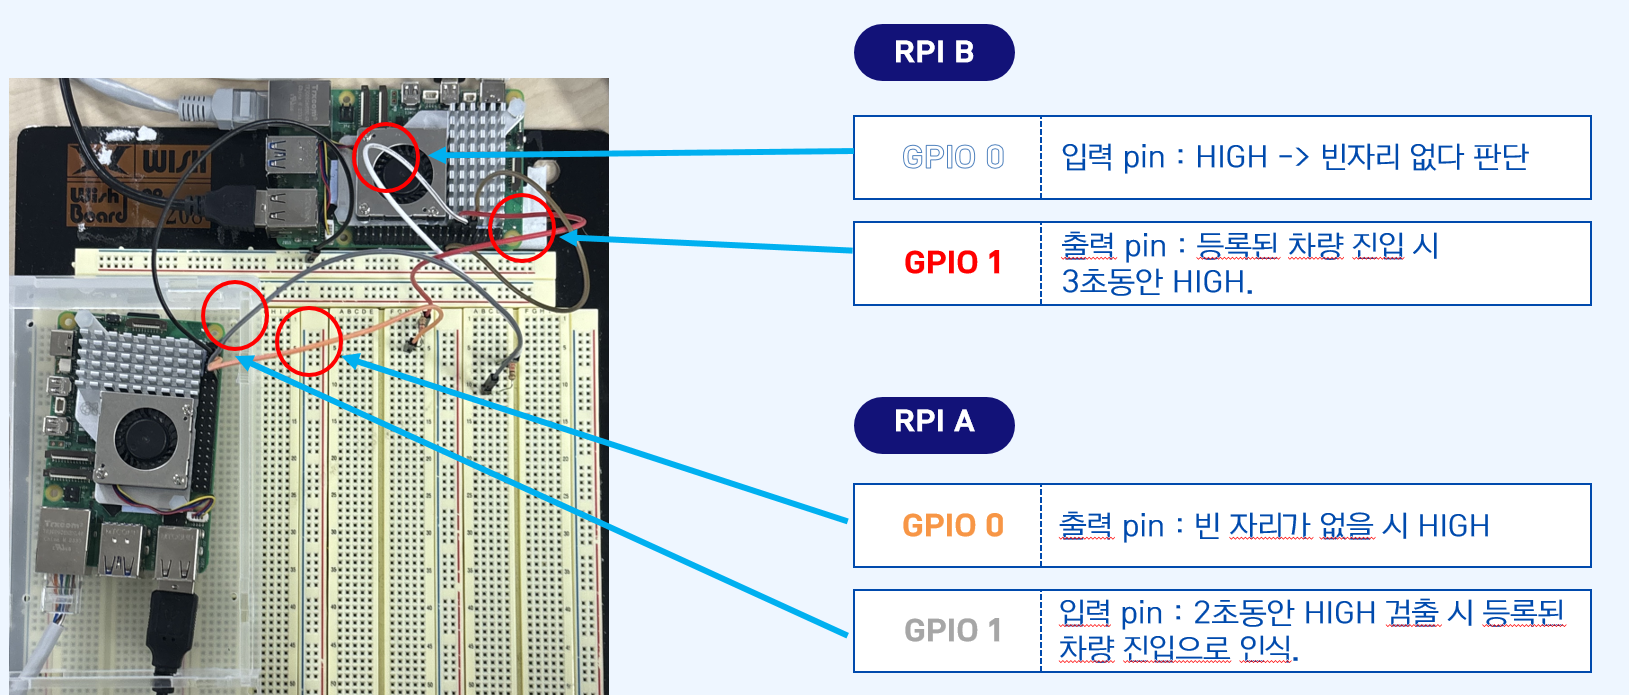 RPI B
GPIO 0
입력 pin : HIGH -> 빈자리 없다 판단
GPIO 1
출력 pin : 등록된 차량 진입 시
3초동안 HIGH.
RPI A
GPIO 0
출력 pin : 빈 자리가 없을 시 HIGH
GPIO 1
입력 pin : 2초동안 HIGH 검출 시 등록된
차량 진입으로 인식.
WISH
Wish
Board